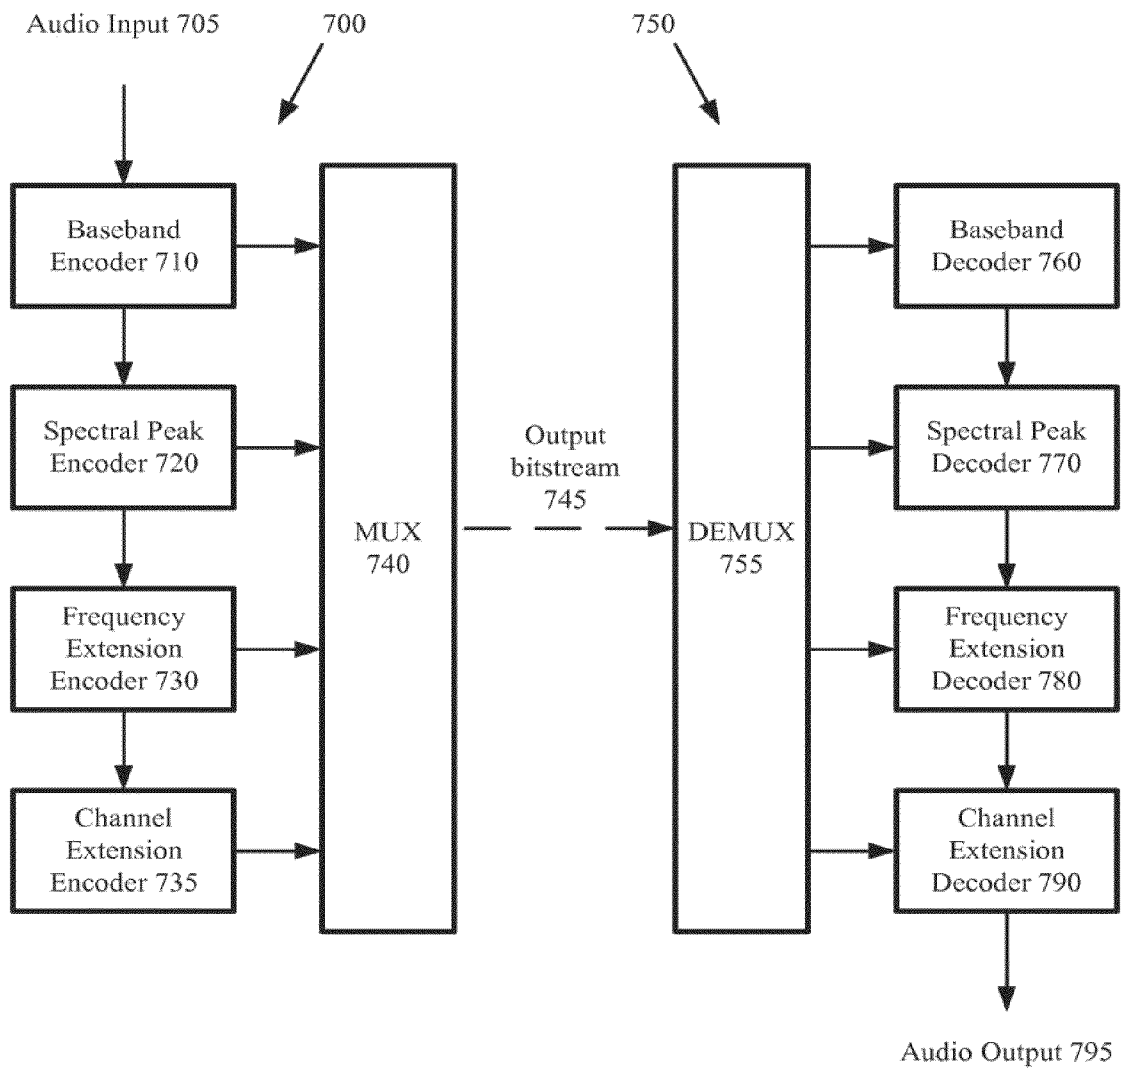 Audio Input 705
700
750
Baseband
Encoder 710
Spectral Peak
Encoder 720
Frequency
Extension
Encoder 730
Channel
Extension
Encoder 735
MUX
740
Output
bitstream
745
DEMUX
755
Baseband
Decoder 760
Spectral Peak
Decoder 770
Frequency
Extension
Decoder 780
Channel
Extension
Decoder 790
Audio Output 795